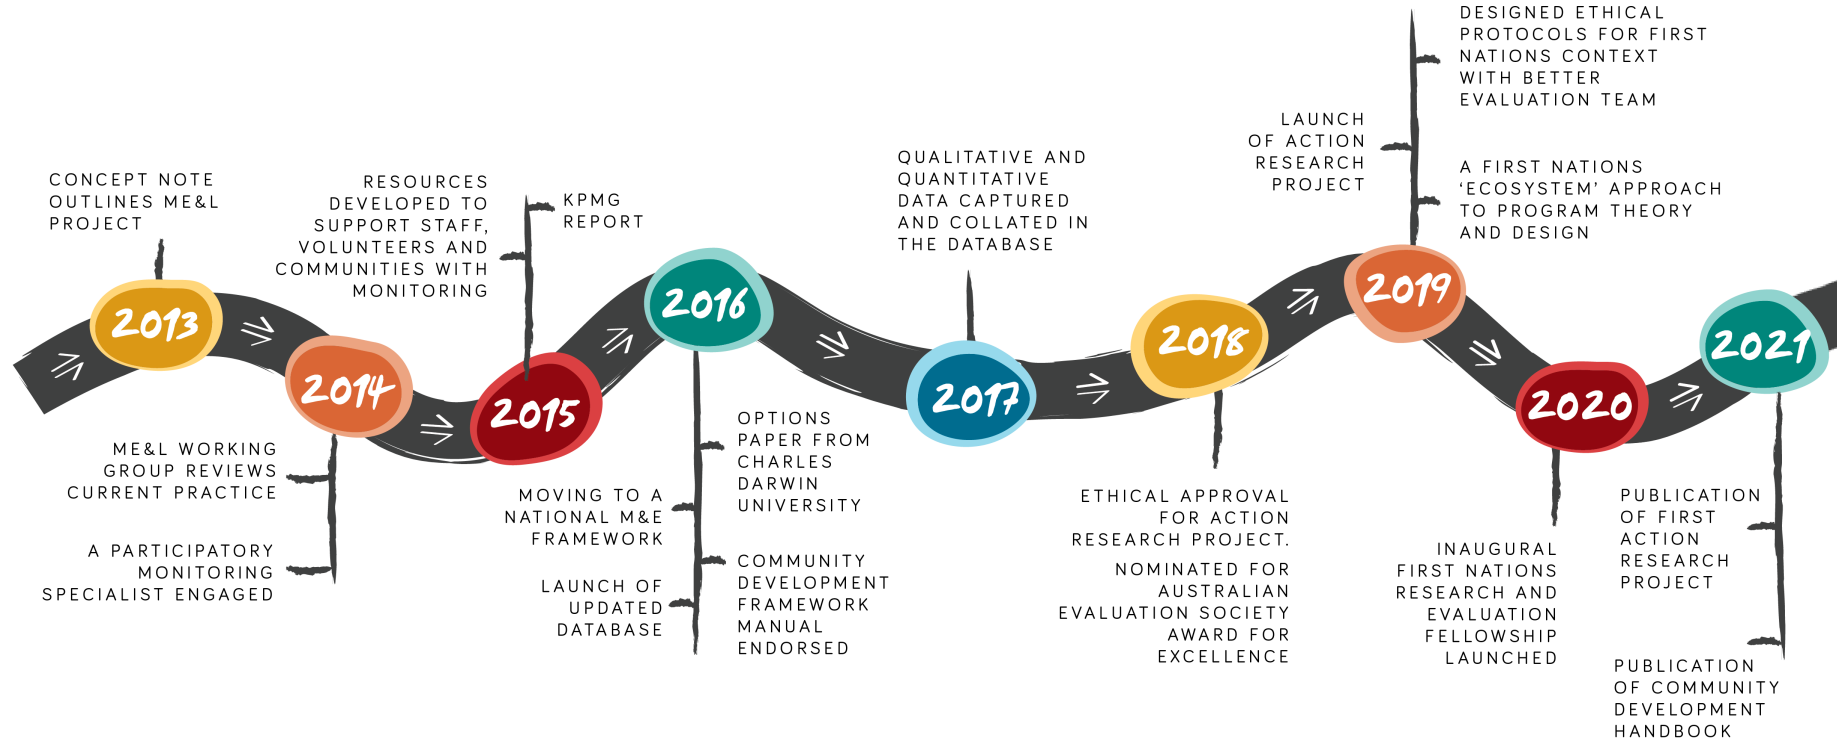 CONCEPT NOTE
OUTLINES ME&L
PROJECT
2013
2014
ME&L WORKING
GROUP REVIEWS
CURRENT PRACTICE
A PARTICIPATORY
MONITORING
SPECIALIST ENGAGED
RESOURCES
DEVELOPED TO
SUPPORT STAFF,
VOLUNTEERS AND
COMMUNITIES WITH
MONITORING
KPMG
REPORT
2015
2016
OPTIONS
PAPER FROM
CHARLES
DARWIN
UNIVERSITY
MOVING TO A
NATIONAL M&E
FRAMEWORK
COMMUNITY
DEVELOPMENT
FRAMEWORK
MANUAL
ENDORSED
LAUNCH OF
UPDATED
DATABASE
QUALITATIVE AND
QUANTITATIVE
DATA CAPTURED
AND COLLATED IN
THE DATABASE
2017
2018
ETHICAL APPROVAL
FOR ACTION
RESEARCH PROJECT.
NOMINATED FOR
AUSTRALIAN
EVALUATION SOCIETY
AWARD FOR
EXCELLENCE
DESIGNED ETHICAL
PROTOCOLS FOR FIRST
NATIONS CONTEXT
WITH BETTER
EVALUATION TEAM
LAUNCH
OF ACTION
RESEARCH
PROJECT
A FIRST NATIONS
‘ECOSYSTEM’ APPROACH
TO PROGRAM THEORY
AND DESIGN
2019
2020
INAUGURAL
FIRST NATIONS
RESEARCH AND
EVALUATION
FELLOWSHIP
LAUNCHED
2021
PUBLICATION
OF FIRST
ACTION
RESEARCH
PROJECT
PUBLICATION
OF COMMUNITY
DEVELOPMENT
HANDBOOK